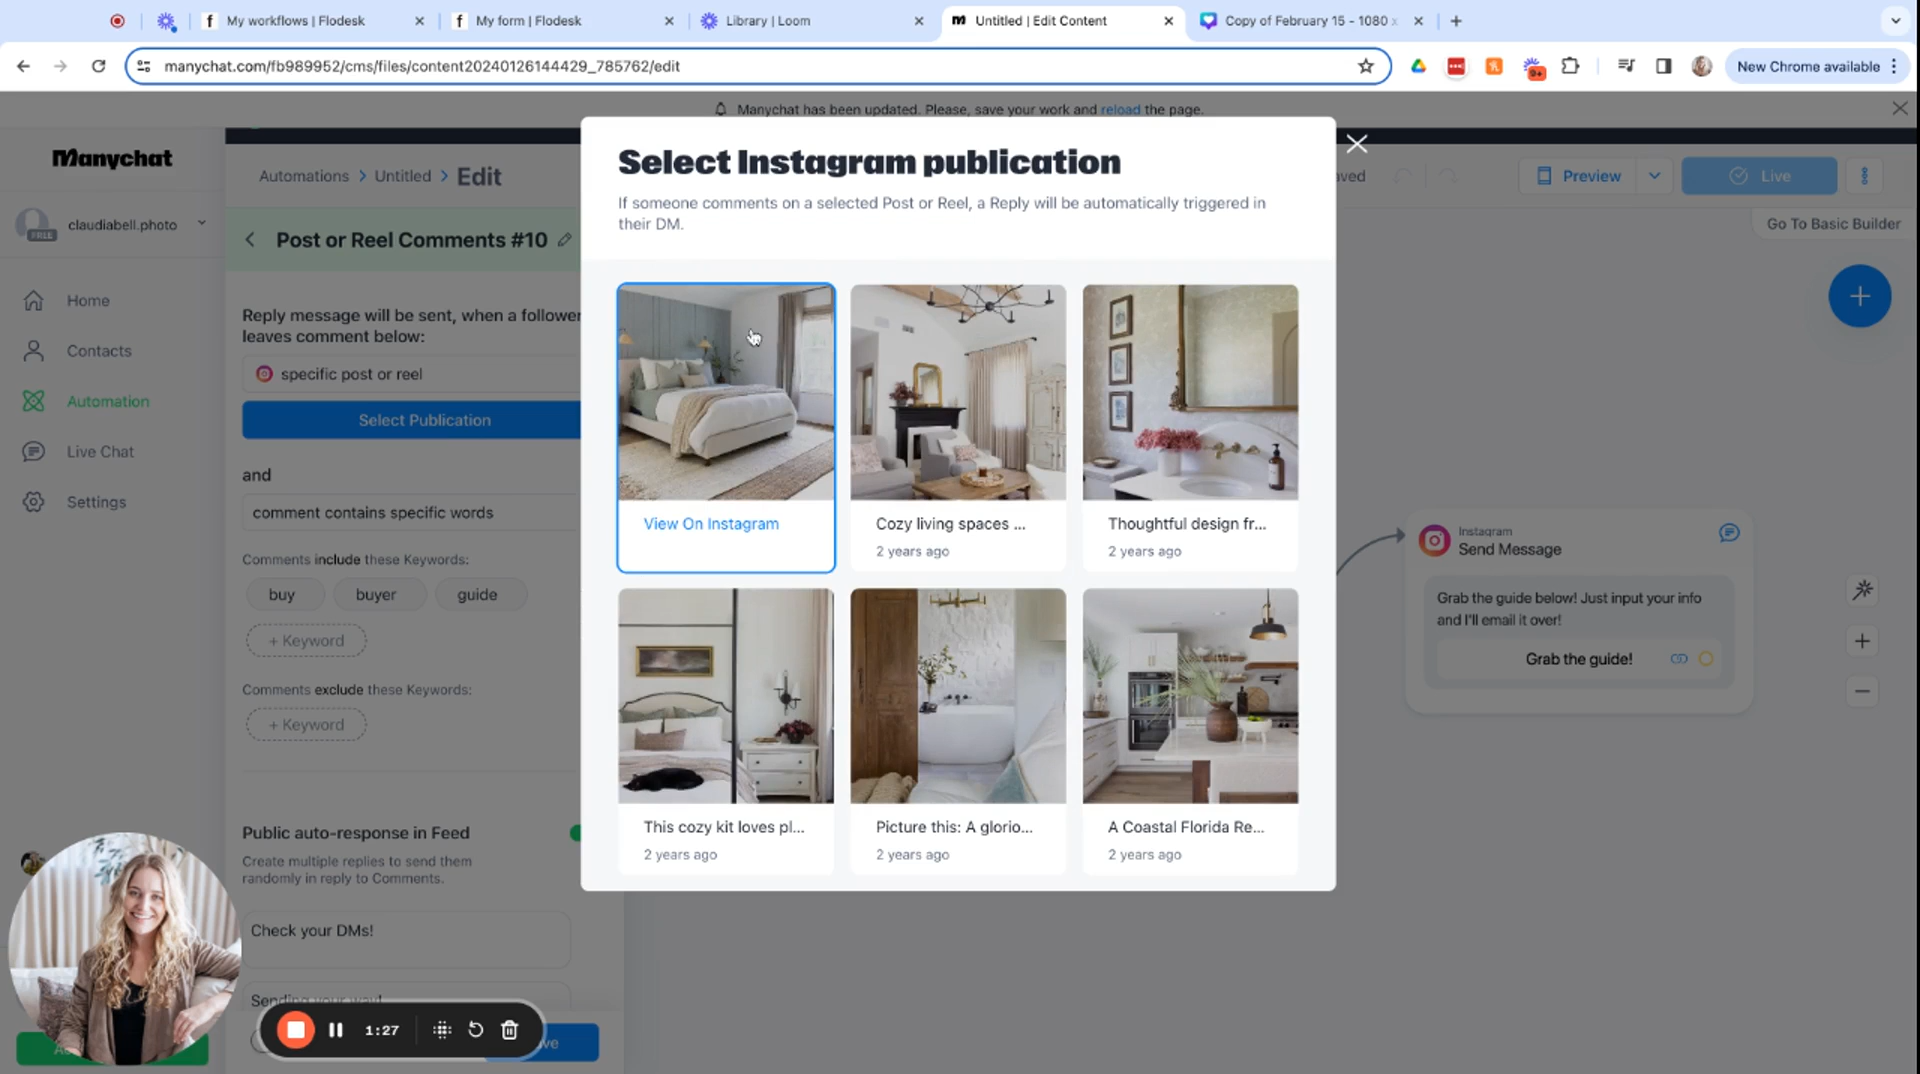 My workflows | Flodesk
My form | Flodesk
Library | Loom
Untitled | Edit Content
Copy of February 15 - 1080 x
manychat.com/fb989952/cms/files/content20240126144429_785762/edit
9+
New Chrome available
Manychat has been updated. Please, save your work and reload the page.
Manychat
Automations > Untitled > Edit
Preview
Live
Go To Basic Builder
claudiabell.photo
FREE
Home
Contacts
Automation
Live Chat
Settings
Post or Reel Comments #10
Reply message will be sent, when a follower
leaves comment below:
specific post or reel
Select Publication
and
comment contains specific words
Comments include these Keywords:
buy
buyer
guide
+ Keyword
Comments exclude these Keywords:
+ Keyword
Public auto-response in Feed
Create multiple replies to send them
randomly in reply to Comments.
Check your DMs!
Sending your way!
1:27
Select Instagram publication
If someone comments on a selected Post or Reel, a Reply will be automatically triggered in
their DM.
View On Instagram
Cozy living spaces ...
2 years ago
Thoughtful design fr...
2 years ago
This cozy kit loves pl...
2 years ago
Picture this: A glorio...
2 years ago
A Coastal Florida Re...
2 years ago
Instagram
Send Message
Grab the guide below! Just input your info
and I'll email it over!
Grab the guide!